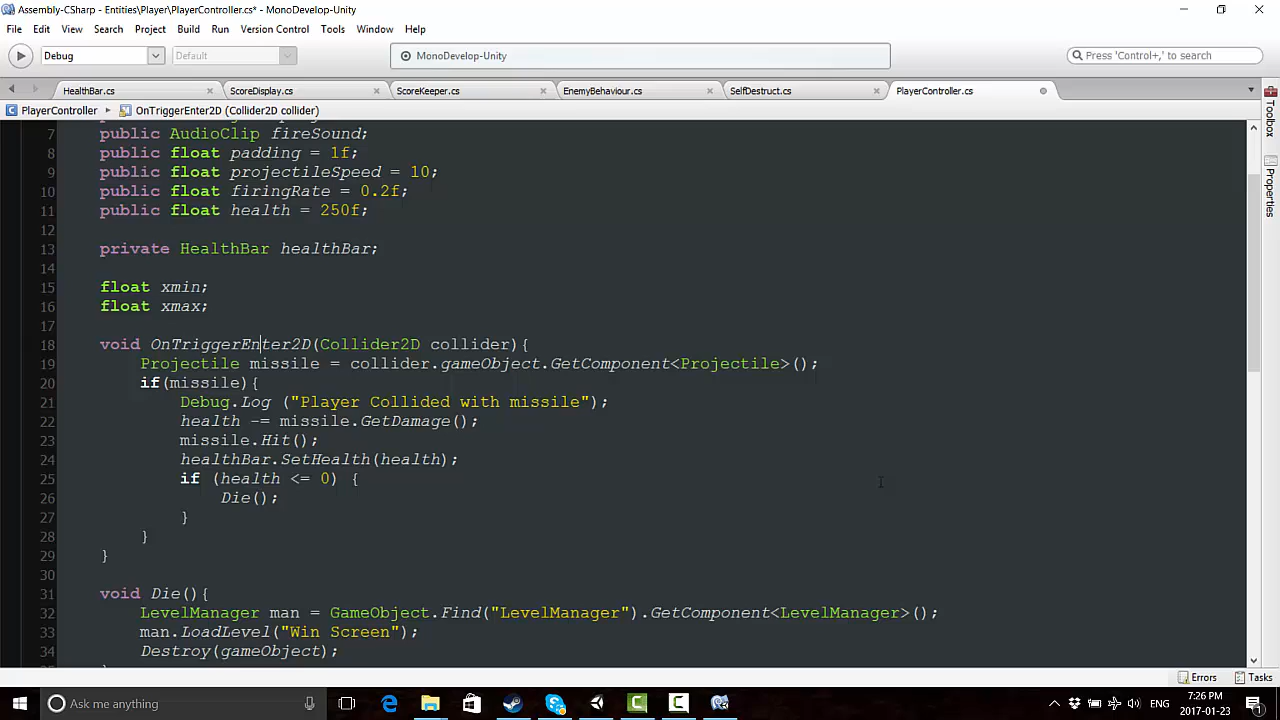 Assembly-CSharp - Entities\Player\PlayerController.cs* - MonoDevelop-Unity
File Edit View Search Project Build Run Version Control Tools Window Help
Debug Default MonoDevelop-Unity Press 'Control+,' to search
HealthBar.cs ScoreDisplay.cs ScoreKeeper.cs EnemyBehaviour.cs SelfDestruct.cs PlayerController.cs
PlayerController OnTriggerEnter2D (Collider2D collider)
Toolbox
Properties
7 public AudioClip fireSound;
8 public float padding = 1f;
9 public float projectileSpeed = 10;
10 public float firingRate = 0.2f;
11 public float health = 250f;
12
13 private HealthBar healthBar;
14
15 float xmin;
16 float xmax;
17
18 void OnTriggerEnter2D(Collider2D collider){
19 Projectile missile = collider.gameObject.GetComponent<Projectile>();
20 if(missile){
21 Debug.Log ("Player Collided with missile");
22 health -= missile.GetDamage();
23 missile.Hit();
24 healthBar.SetHealth(health);
25 if (health <= 0) {
26 Die();
27 }
28 }
29 }
30
31 void Die(){
32 LevelManager man = GameObject.Find("LevelManager").GetComponent<LevelManager>();
33 man.LoadLevel("Win Screen");
34 Destroy(gameObject);
Errors Tasks
Ask me anything
ENG
7:26 PM
2017-01-23